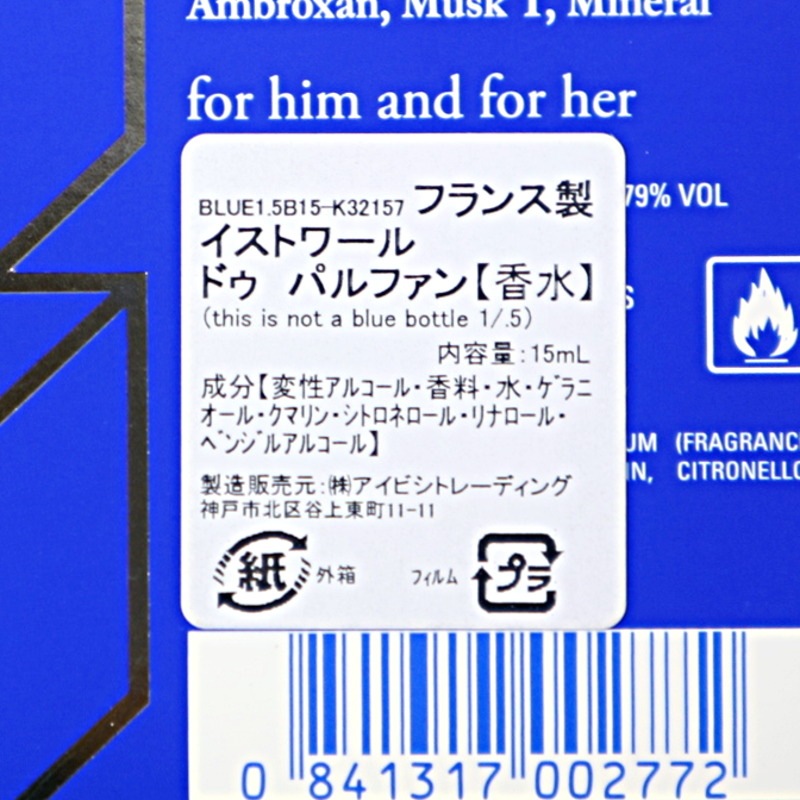 Ambroxan, Musk T, Mineral
for him and for her
BLUE1.5B15-K32157 フランス製
79% VOL
イストワール
ドゥ パルファン【香水】
(this is not a blue bottle 1/.5)
内容量:15mL
成分【変性アルコール・香料・水・ゲラニ
オール・クマリン・シトロネロール・リナロール・
ベンジルアルコール】
UM (FRAGRANC
IN, CITRONELLO
製造販売元:㈱アイビシトレーディング
神戸市北区谷上東町11-11
紙 外箱 フィルム プラ
0 841317 002772